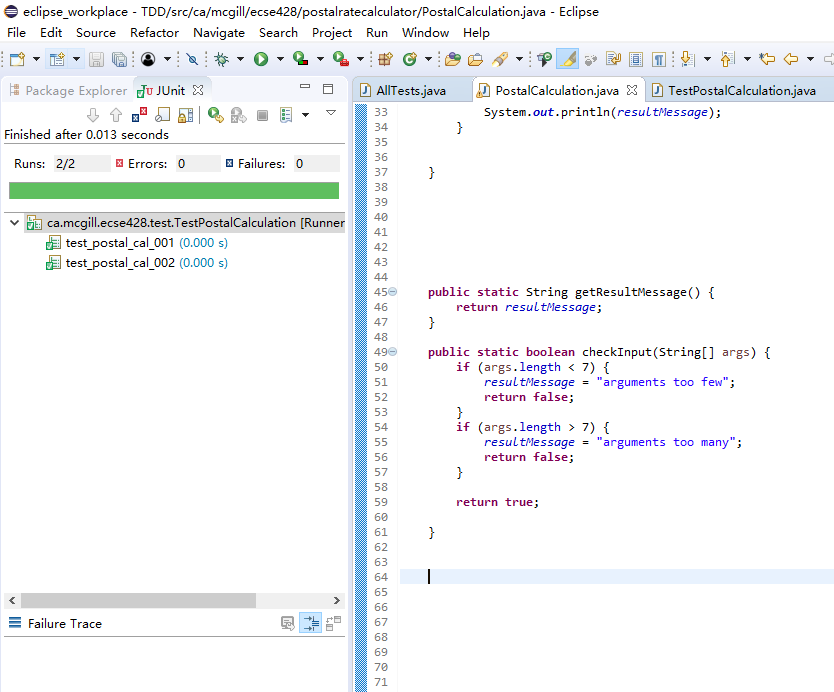 eclipse_workplace - TDD/src/ca/mcgill/ecse428/postalratecalculator/PostalCalculation.java - Eclipse
File Edit Source Refactor Navigate Search Project Run Window Help
Package Explorer JUnit
Finished after 0.013 seconds
Runs: 2/2 Errors: 0 Failures: 0
ca.mcgill.ecse428.test.TestPostalCalculation [Runner
test_postal_cal_001 (0.000 s)
test_postal_cal_002 (0.000 s)
Failure Trace
AllTests.java PostalCalculation.java TestPostalCalculation.java
33 System.out.println(resultMessage);
34 }
35
36
37 }
38
39
40
41
42
43
44
45 public static String getResultMessage() {
46 return resultMessage;
47 }
48
49 public static boolean checkInput(String[] args) {
50 if (args.length < 7) {
51 resultMessage = "arguments too few";
52 return false;
53 }
54 if (args.length > 7) {
55 resultMessage = "arguments too many";
56 return false;
57 }
58
59 return true;
60
61 }
62
63
64
65
66
67
68
69
70
71